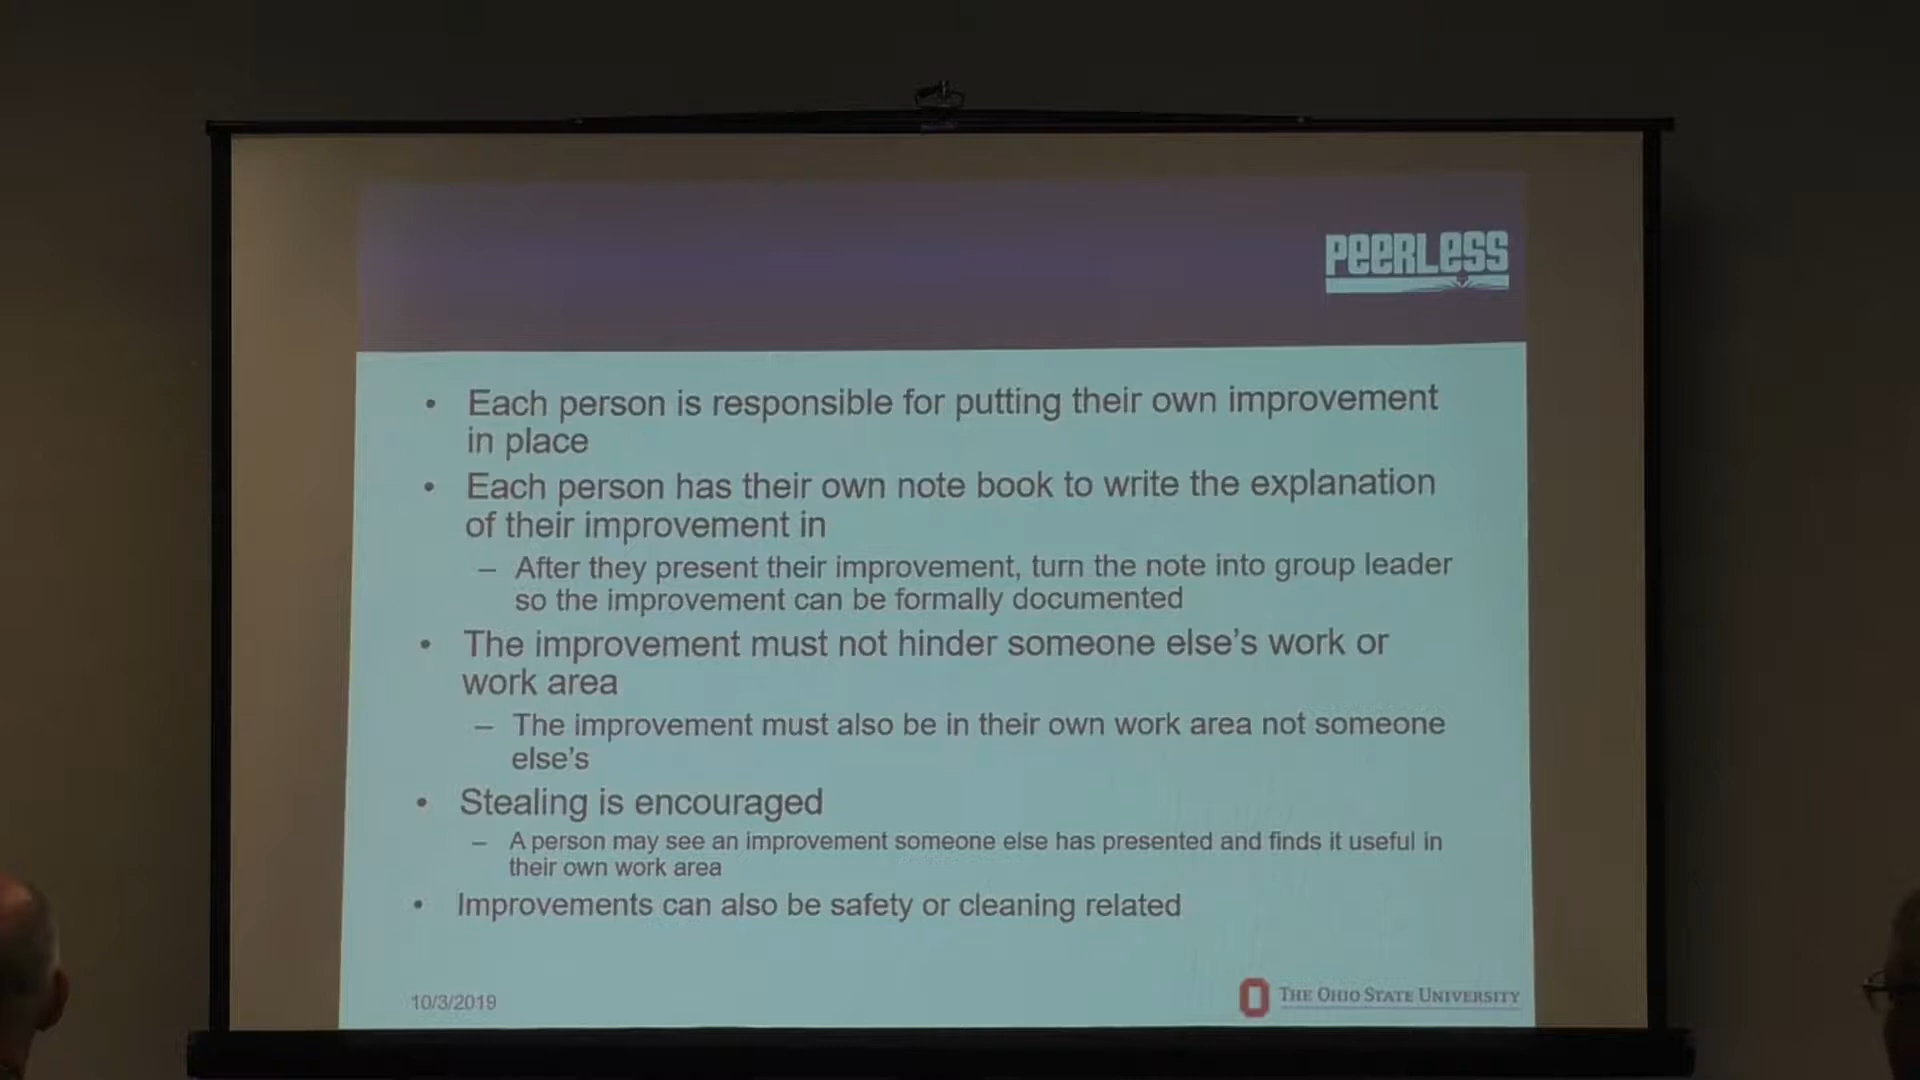 PEERLESS
• Each person is responsible for putting their own improvement
in place
• Each person has their own note book to write the explanation
of their improvement in
– After they present their improvement, turn the note into group leader
so the improvement can be formally documented
• The improvement must not hinder someone else’s work or
work area
– The improvement must also be in their own work area not someone
else’s
• Stealing is encouraged
– A person may see an improvement someone else has presented and finds it useful in
their own work area
• Improvements can also be safety or cleaning related
10/3/2019
THE OHIO STATE UNIVERSITY